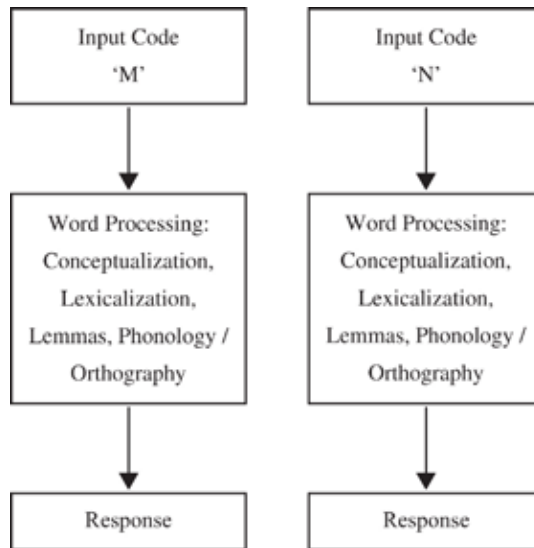 Input Code
‘M’
Word Processing:
Conceptualization,
Lexicalization,
Lemmas, Phonology /
Orthography
Response
Input Code
‘N’
Word Processing:
Conceptualization,
Lexicalization,
Lemmas, Phonology /
Orthography
Response